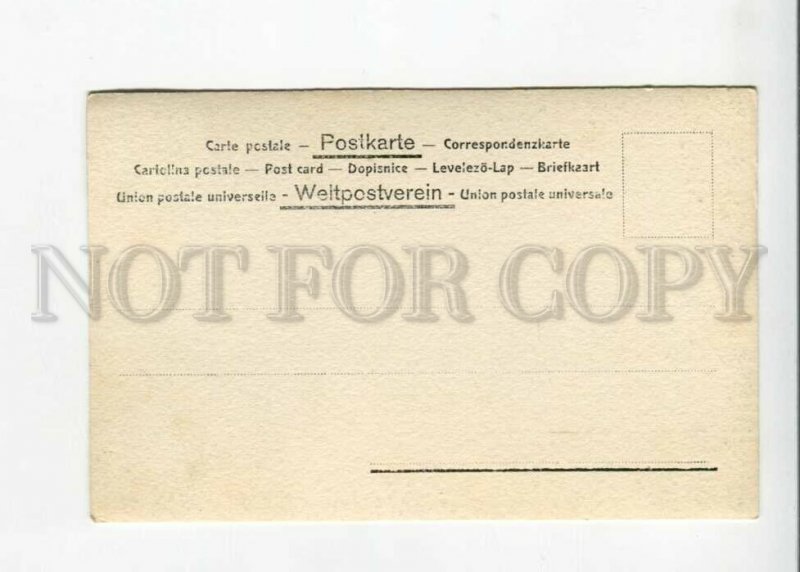 Carte postale – Postkarte – Correspondenzkarte
Cartolina postale — Post card — Dopisnice — Levelezö-Lap — Briefkaart
Union postale universelle - Weltpostverein - Union postale universale
NOT FOR COPY